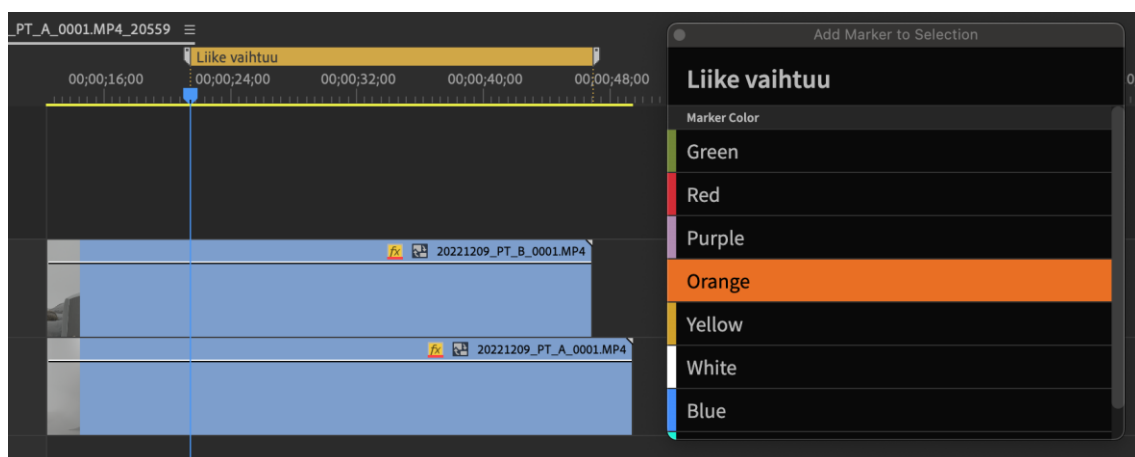 _PT_A_0001.MP4_20559
Liike vaihtuu
00;00;16;00 00;00;24;00 00;00;32;00 00;00;40;00 00;00;48;00
fx 20221209_PT_B_0001.MP4
fx 20221209_PT_A_0001.MP4
Add Marker to Selection
Liike vaihtuu
Marker Color
Green
Red
Purple
Orange
Yellow
White
Blue